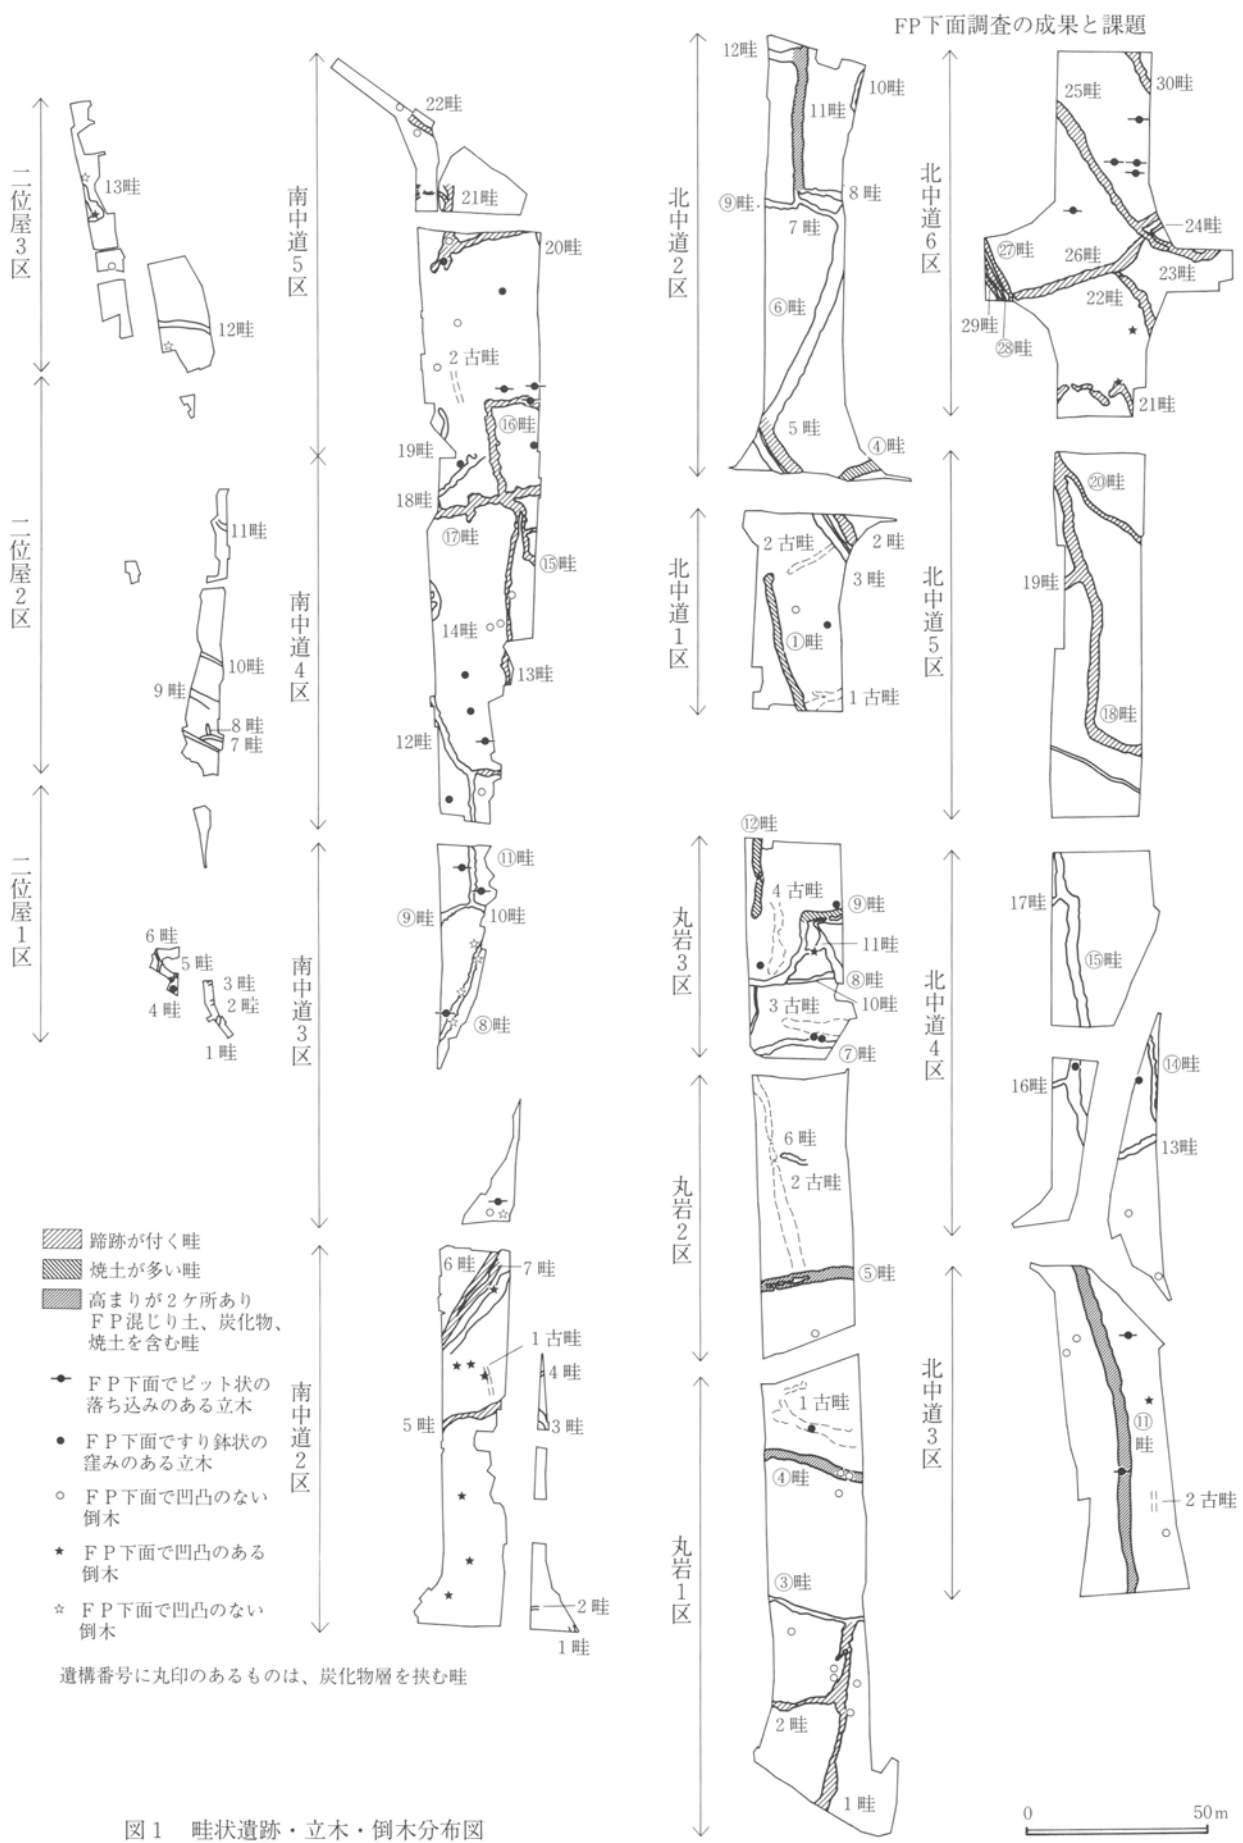 FP下面調査の成果と課題
二位屋3区
13畦
12畦
二位屋2区
11畦
10畦
9畦
8畦
7畦
二位屋1区
6畦
5畦
4畦
3畦
2畦
1畦
南中道5区
22畦
21畦
20畦
2古畦
⑯畦
19畦
南中道4区
18畦
⑰畦
⑮畦
14畦
13畦
12畦
南中道3区
⑪畦
⑨畦
10畦
⑧畦
南中道2区
6畦
7畦
1古畦
4畦
5畦
3畦
2畦
1畦
北中道2区
12畦
10畦
11畦
⑨畦
8畦
7畦
⑥畦
5畦
④畦
北中道1区
2古畦
2畦
3畦
①畦
1古畦
丸岩3区
⑫畦
4古畦
⑨畦
11畦
⑧畦
10畦
3古畦
⑦畦
丸岩2区
6畦
2古畦
⑤畦
丸岩1区
1古畦
④畦
③畦
2畦
1畦
北中道6区
30畦
25畦
24畦
㉗畦
26畦
23畦
22畦
29畦
㉘畦
21畦
北中道5区
⑳畦
19畦
⑱畦
北中道4区
17畦
⑮畦
⑭畦
16畦
13畦
北中道3区
⑪畦
2古畦
蹄跡が付く畦
焼土が多い畦
高まりが2ケ所あり
FP混じり土、炭化物、
焼土を含む畦
FP下面でピット状の
落ち込みのある立木
FP下面ですり鉢状の
窪みのある立木
FP下面で凹凸のない
倒木
FP下面で凹凸のある
倒木
FP下面で凹凸のない
倒木
遺構番号に丸印のあるものは、炭化物層を挟む畦
0 50m
図1 畦状遺跡・立木・倒木分布図